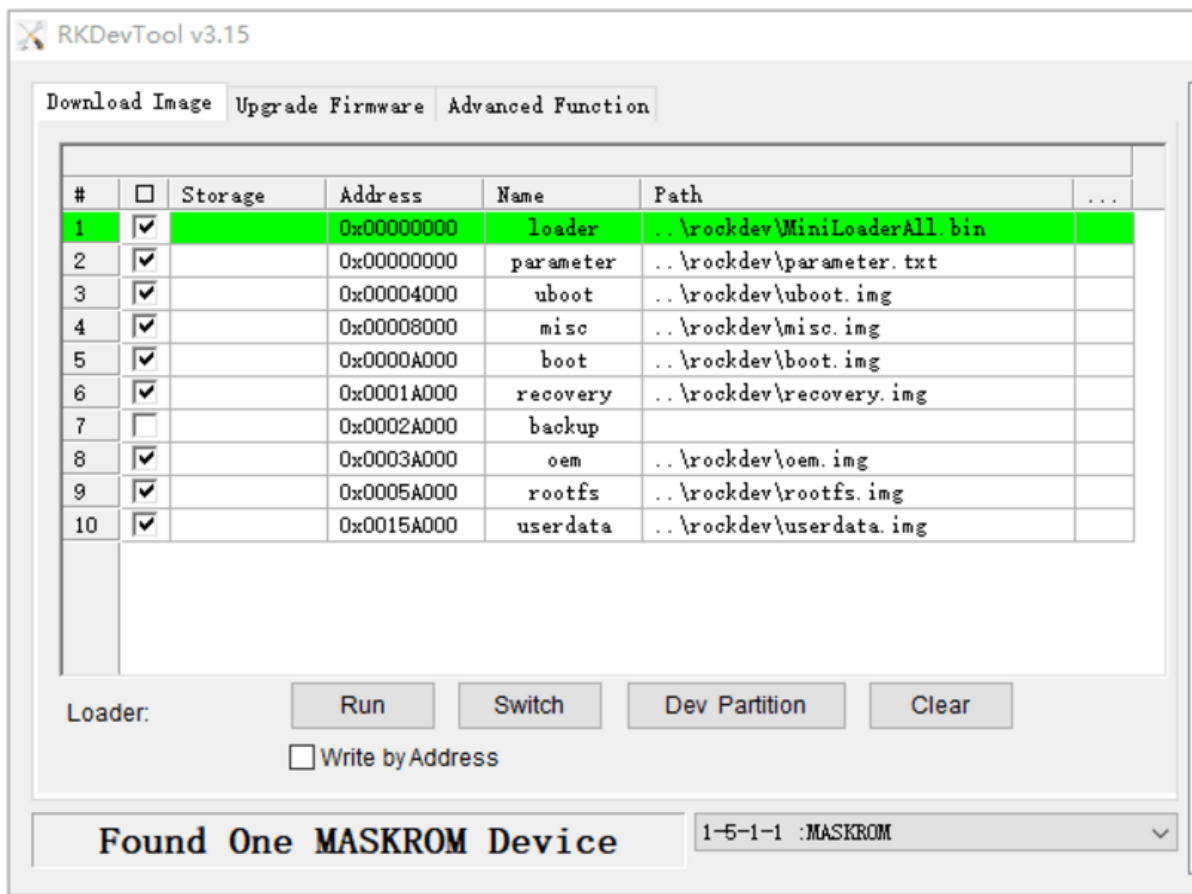 RKDevTool v3.15
Download Image Upgrade Firmware Advanced Function
# Storage Address Name Path ...
1 0x00000000 loader ..\rockdev\MiniLoaderAll.bin
2 0x00000000 parameter ..\rockdev\parameter.txt
3 0x00004000 uboot ..\rockdev\uboot.img
4 0x00008000 misc ..\rockdev\misc.img
5 0x0000A000 boot ..\rockdev\boot.img
6 0x0001A000 recovery ..\rockdev\recovery.img
7 0x0002A000 backup
8 0x0003A000 oem ..\rockdev\oem.img
9 0x0005A000 rootfs ..\rockdev\rootfs.img
10 0x0015A000 userdata ..\rockdev\userdata.img
Loader: Run Switch Dev Partition Clear
Write by Address
Found One MASKROM Device 1-5-1-1 :MASKROM